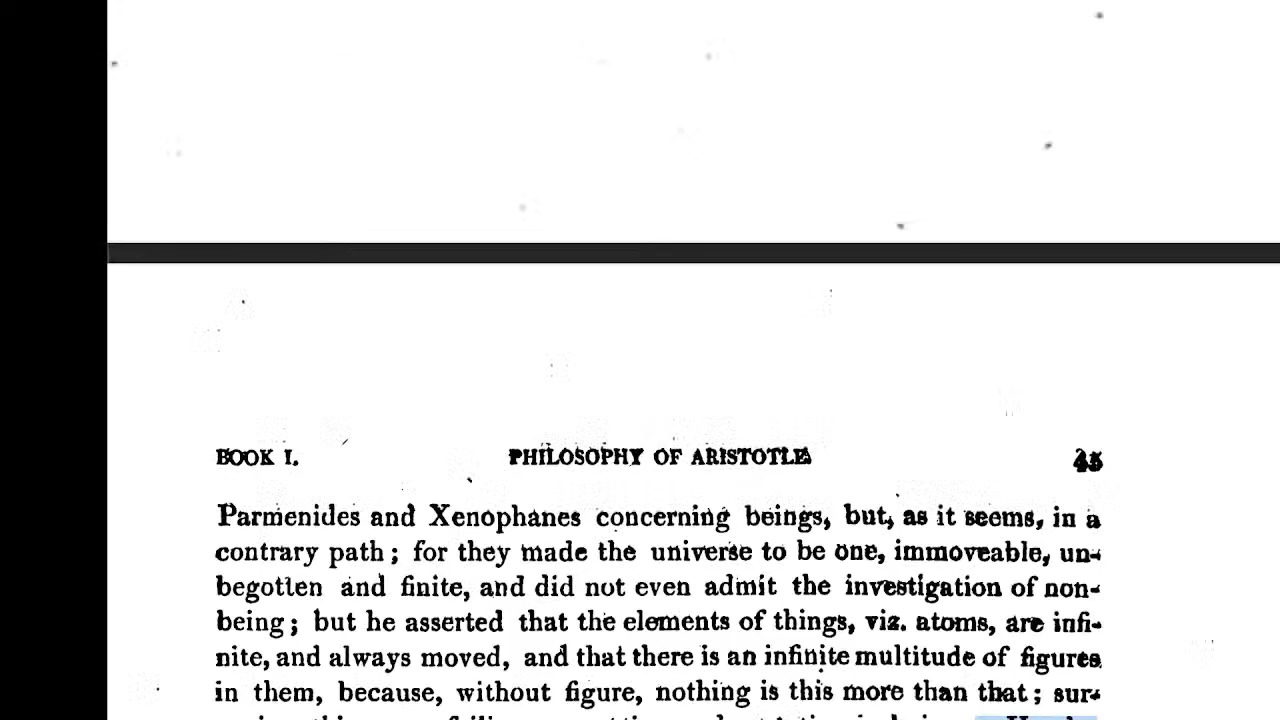 BOOK I. PHILOSOPHY OF ARISTOTLE 45
Parmenides and Xenophanes concerning beings, but, as it seems, in a
contrary path; for they made the universe to be one, immoveable, un-
begotten and finite, and did not even admit the investigation of non-
being; but he asserted that the elements of things, viz. atoms, are infi-
nite, and always moved, and that there is an infinite multitude of figures
in them, because, without figure, nothing is this more than that; sur-